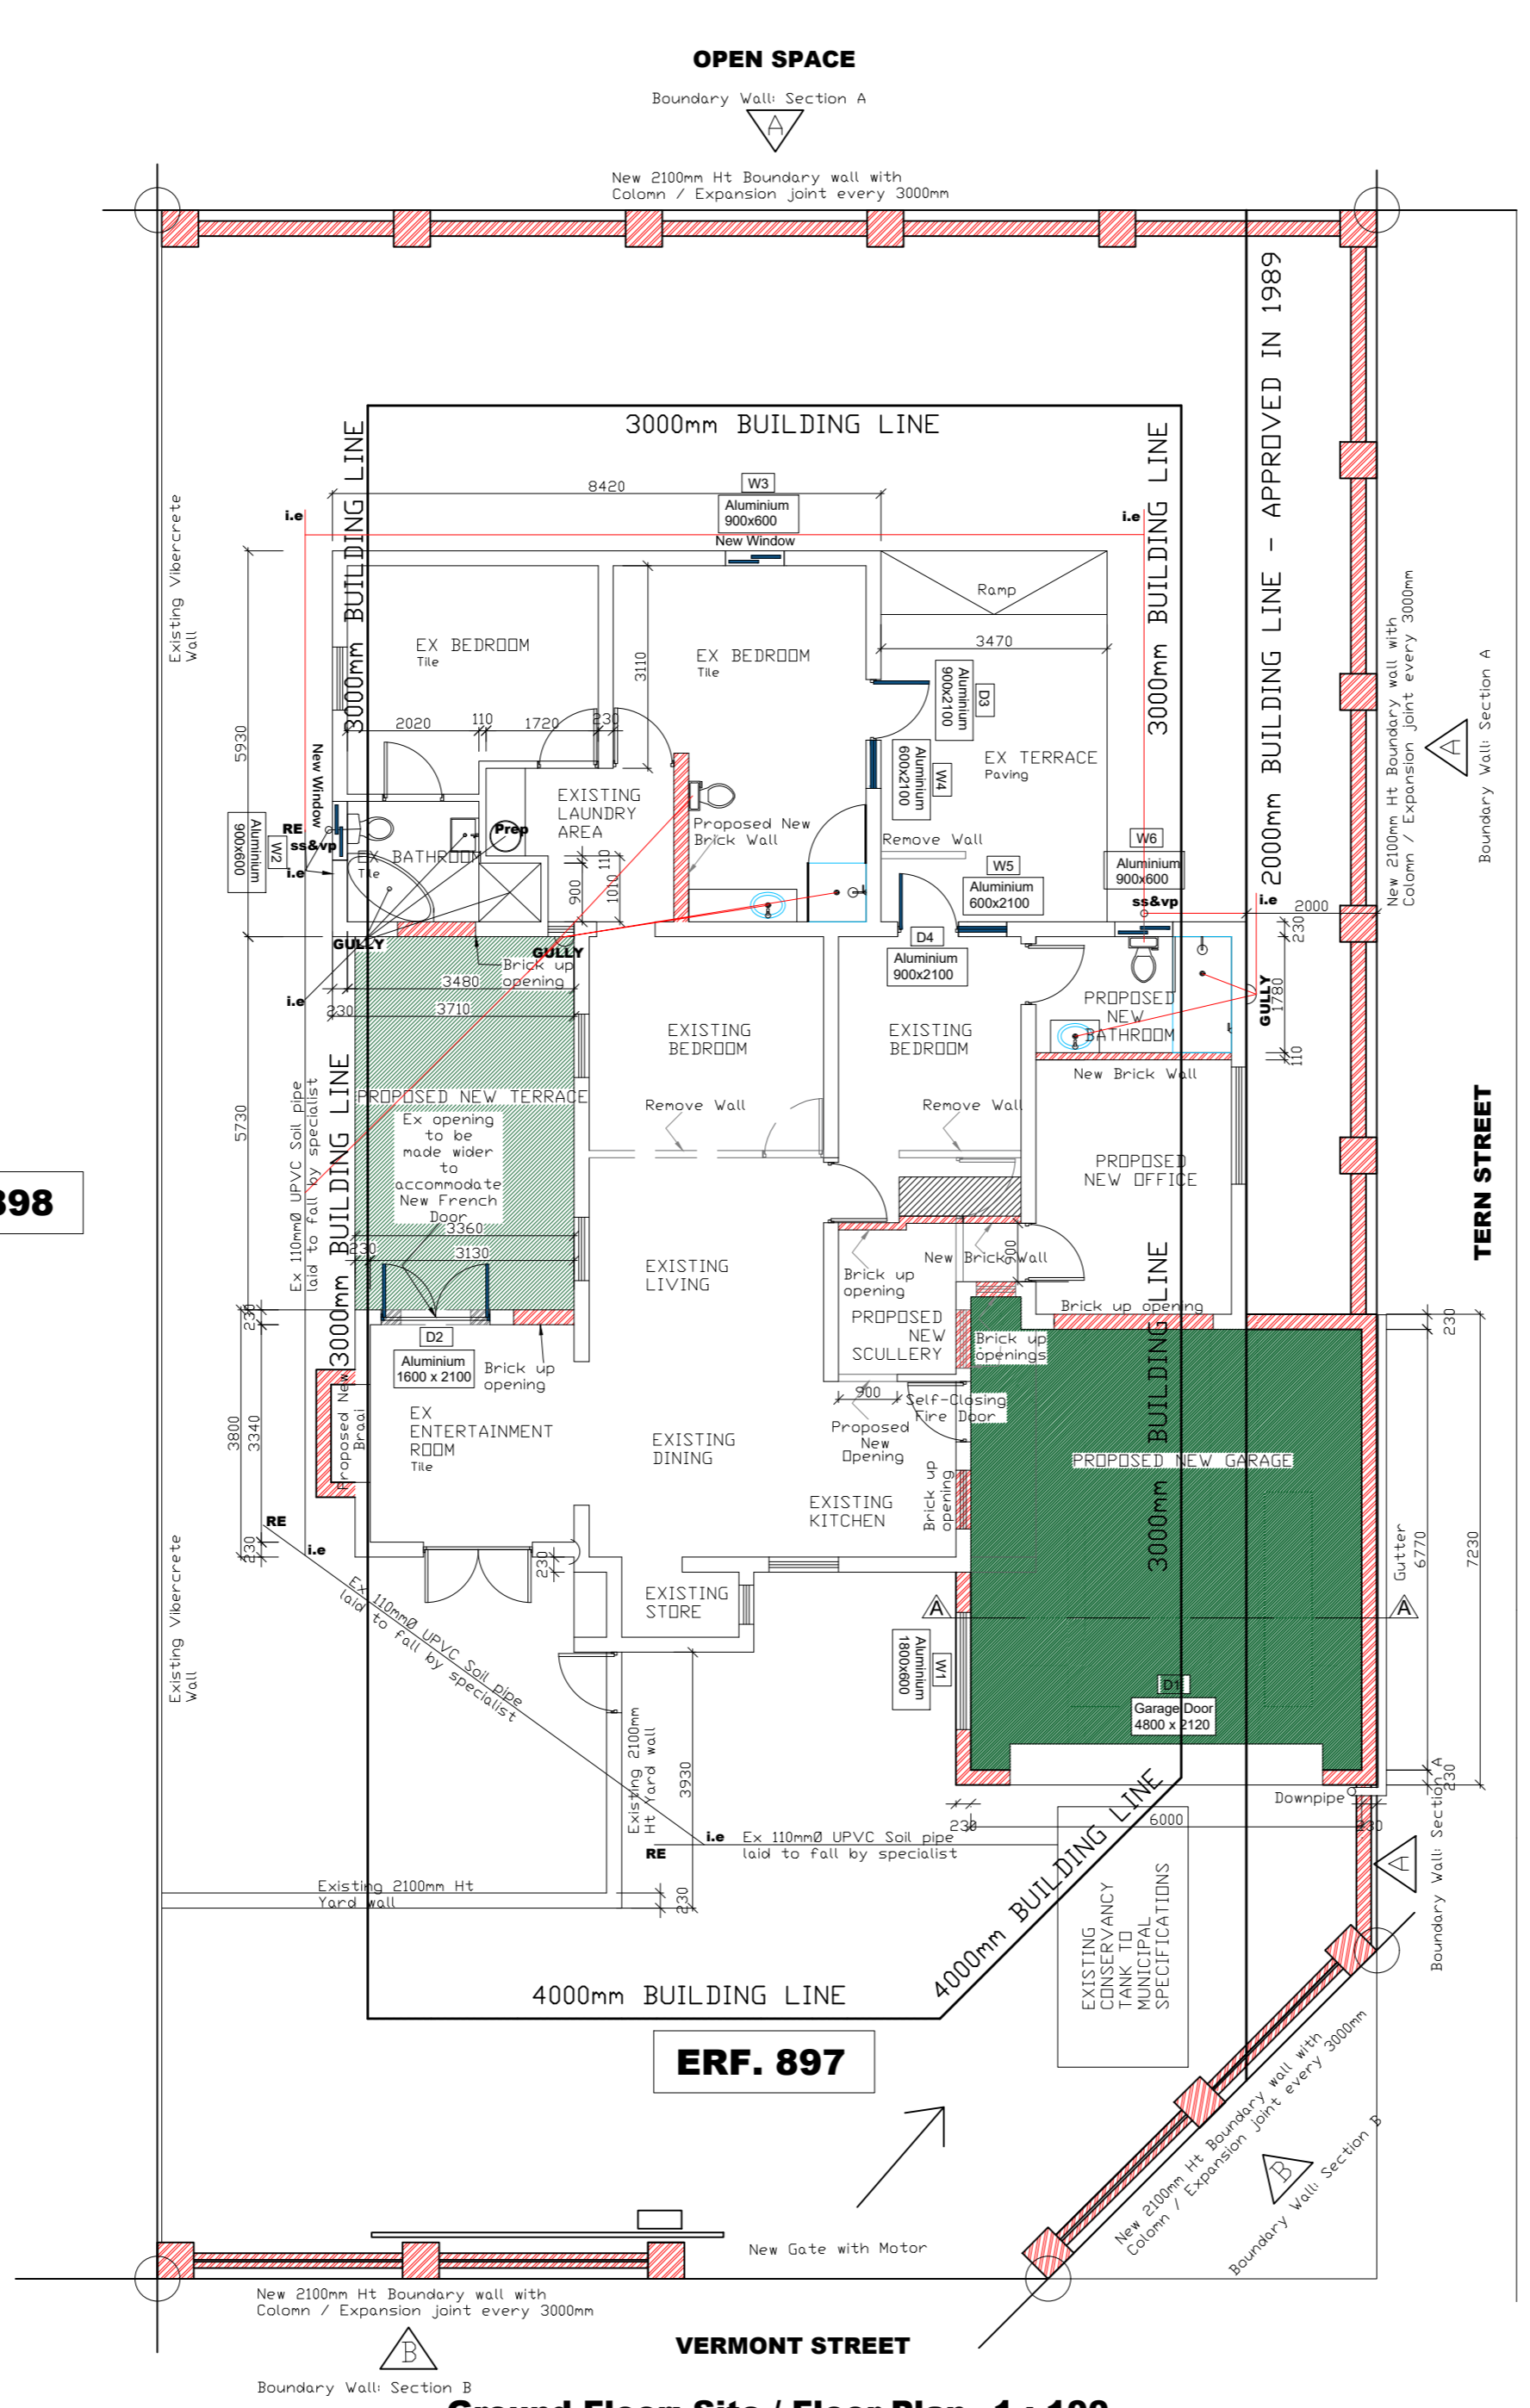 OPEN SPACE
Boundary Wall: Section A
A
New 2100mm Ht Boundary wall with
Colomn / Expansion joint every 3000mm
3000mm BUILDING LINE
3000mm BUILDING LINE
3000mm BUILDING LINE
2000mm BUILDING LINE - APPROVED IN 1989
Existing Vibercrete
Wall
8420
W3
Aluminium
900x600
New Window
i.e
i.e
Ramp
3470
EX BEDROOM
Tile
EX BEDROOM
Tile
3110
D3
Aluminium
900x2100
W4
Aluminium
600x2100
EX TERRACE
Paving
New 2100mm Ht Boundary wall with
Colomn / Expansion joint every 3000mm
A
Boundary Wall: Section A
5930
2020
110
1720
230
New Window
W2
Aluminium
900x600
RE
ss&vp
i.e
EX BATHROOM
Tile
Prep
EXISTING
LAUNDRY
AREA
900
1010
110
Proposed New
Brick Wall
Remove Wall
W5
Aluminium
600x2100
W6
Aluminium
900x600
ss&vp
i.e
2000
230
D4
Aluminium
900x2100
GULLY
GULLY
Brick up
opening
3480
3710
230
i.e
EXISTING
BEDROOM
EXISTING
BEDROOM
PROPOSED
NEW
BATHROOM
GULLY
1780
110
New Brick Wall
5730
Ex 110mmØ UPVC Soil pipe
laid to fall by specialist
3000mm BUILDING LINE
PROPOSED NEW TERRACE
Ex opening
to be
made wider
to
accommodate
New French
Door
3360
230
3130
Remove Wall
Remove Wall
PROPOSED
NEW OFFICE
TERN STREET
898
EXISTING
LIVING
New Brick Wall
900
Brick up
opening
PROPOSED
NEW
SCULLERY
Brick up opening
Brick up
openings
3000mm BUILDING LINE
230
D2
Aluminium
1600 x 2100
Brick up
opening
Proposed New
Braai
3800
3340
230
230
EX
ENTERTAINMENT
ROOM
Tile
EXISTING
DINING
900
Self-Closing
Fire Door
Proposed
New
Opening
EXISTING
KITCHEN
Brick up
opening
PROPOSED NEW GARAGE
230
Gutter
6770
7230
230
RE
i.e
230
Existing Vibercrete
Wall
Ex 110mmØ UPVC Soil pipe
laid to fall by specialist
EXISTING
STORE
A
A
W1
Aluminium
1800x600
D1
Garage Door
4800 x 2120
Existing 2100mm
Ht Yard wall
3930
230
Downpipe
230
6000
230
i.e
RE
Ex 110mmØ UPVC Soil pipe
laid to fall by specialist
Existing 2100mm Ht
Yard wall
4000mm BUILDING LINE
4000mm BUILDING LINE
EXISTING
CONSERVANCY
TANK TO
MUNICIPAL
SPECIFICATIONS
A
Boundary Wall: Section A
ERF. 897
New 2100mm Ht Boundary wall with
Colomn / Expansion joint every 3000mm
B
Boundary Wall: Section B
New Gate with Motor
New 2100mm Ht Boundary wall with
Colomn / Expansion joint every 3000mm
B
Boundary Wall: Section B
VERMONT STREET
Ground Floor: Site / Floor Plan 1 : 100